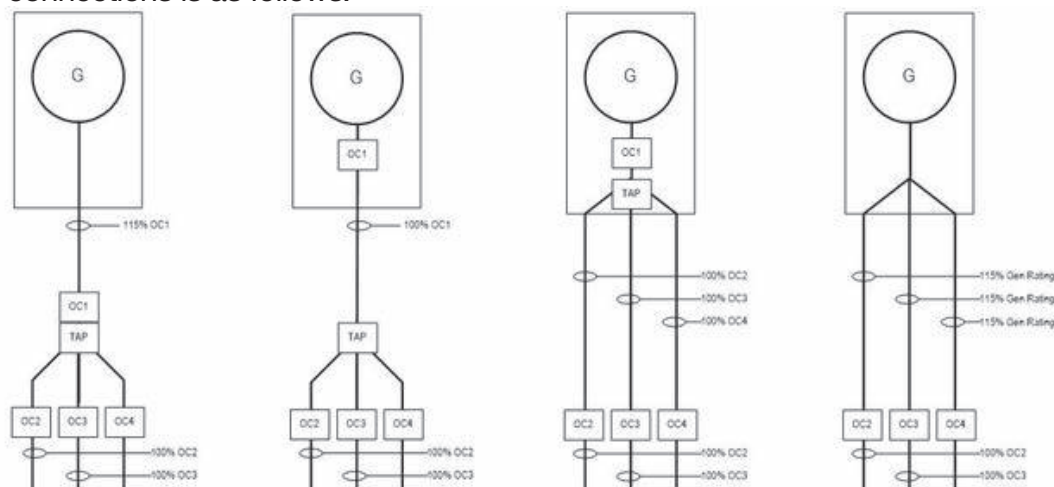 connections is as follows:
G
G
G
G
OC1
OC1
TAP
115% OC1
100% OC1
100% OC2
100% OC3
100% OC4
115% Gen Rating
115% Gen Rating
115% Gen Rating
OC1
TAP
TAP
OC2
OC3
OC4
OC2
OC3
OC4
OC2
OC3
OC4
OC2
OC3
OC4
100% OC2
100% OC2
100% OC2
100% OC2
100% OC3
100% OC3
100% OC3
100% OC3